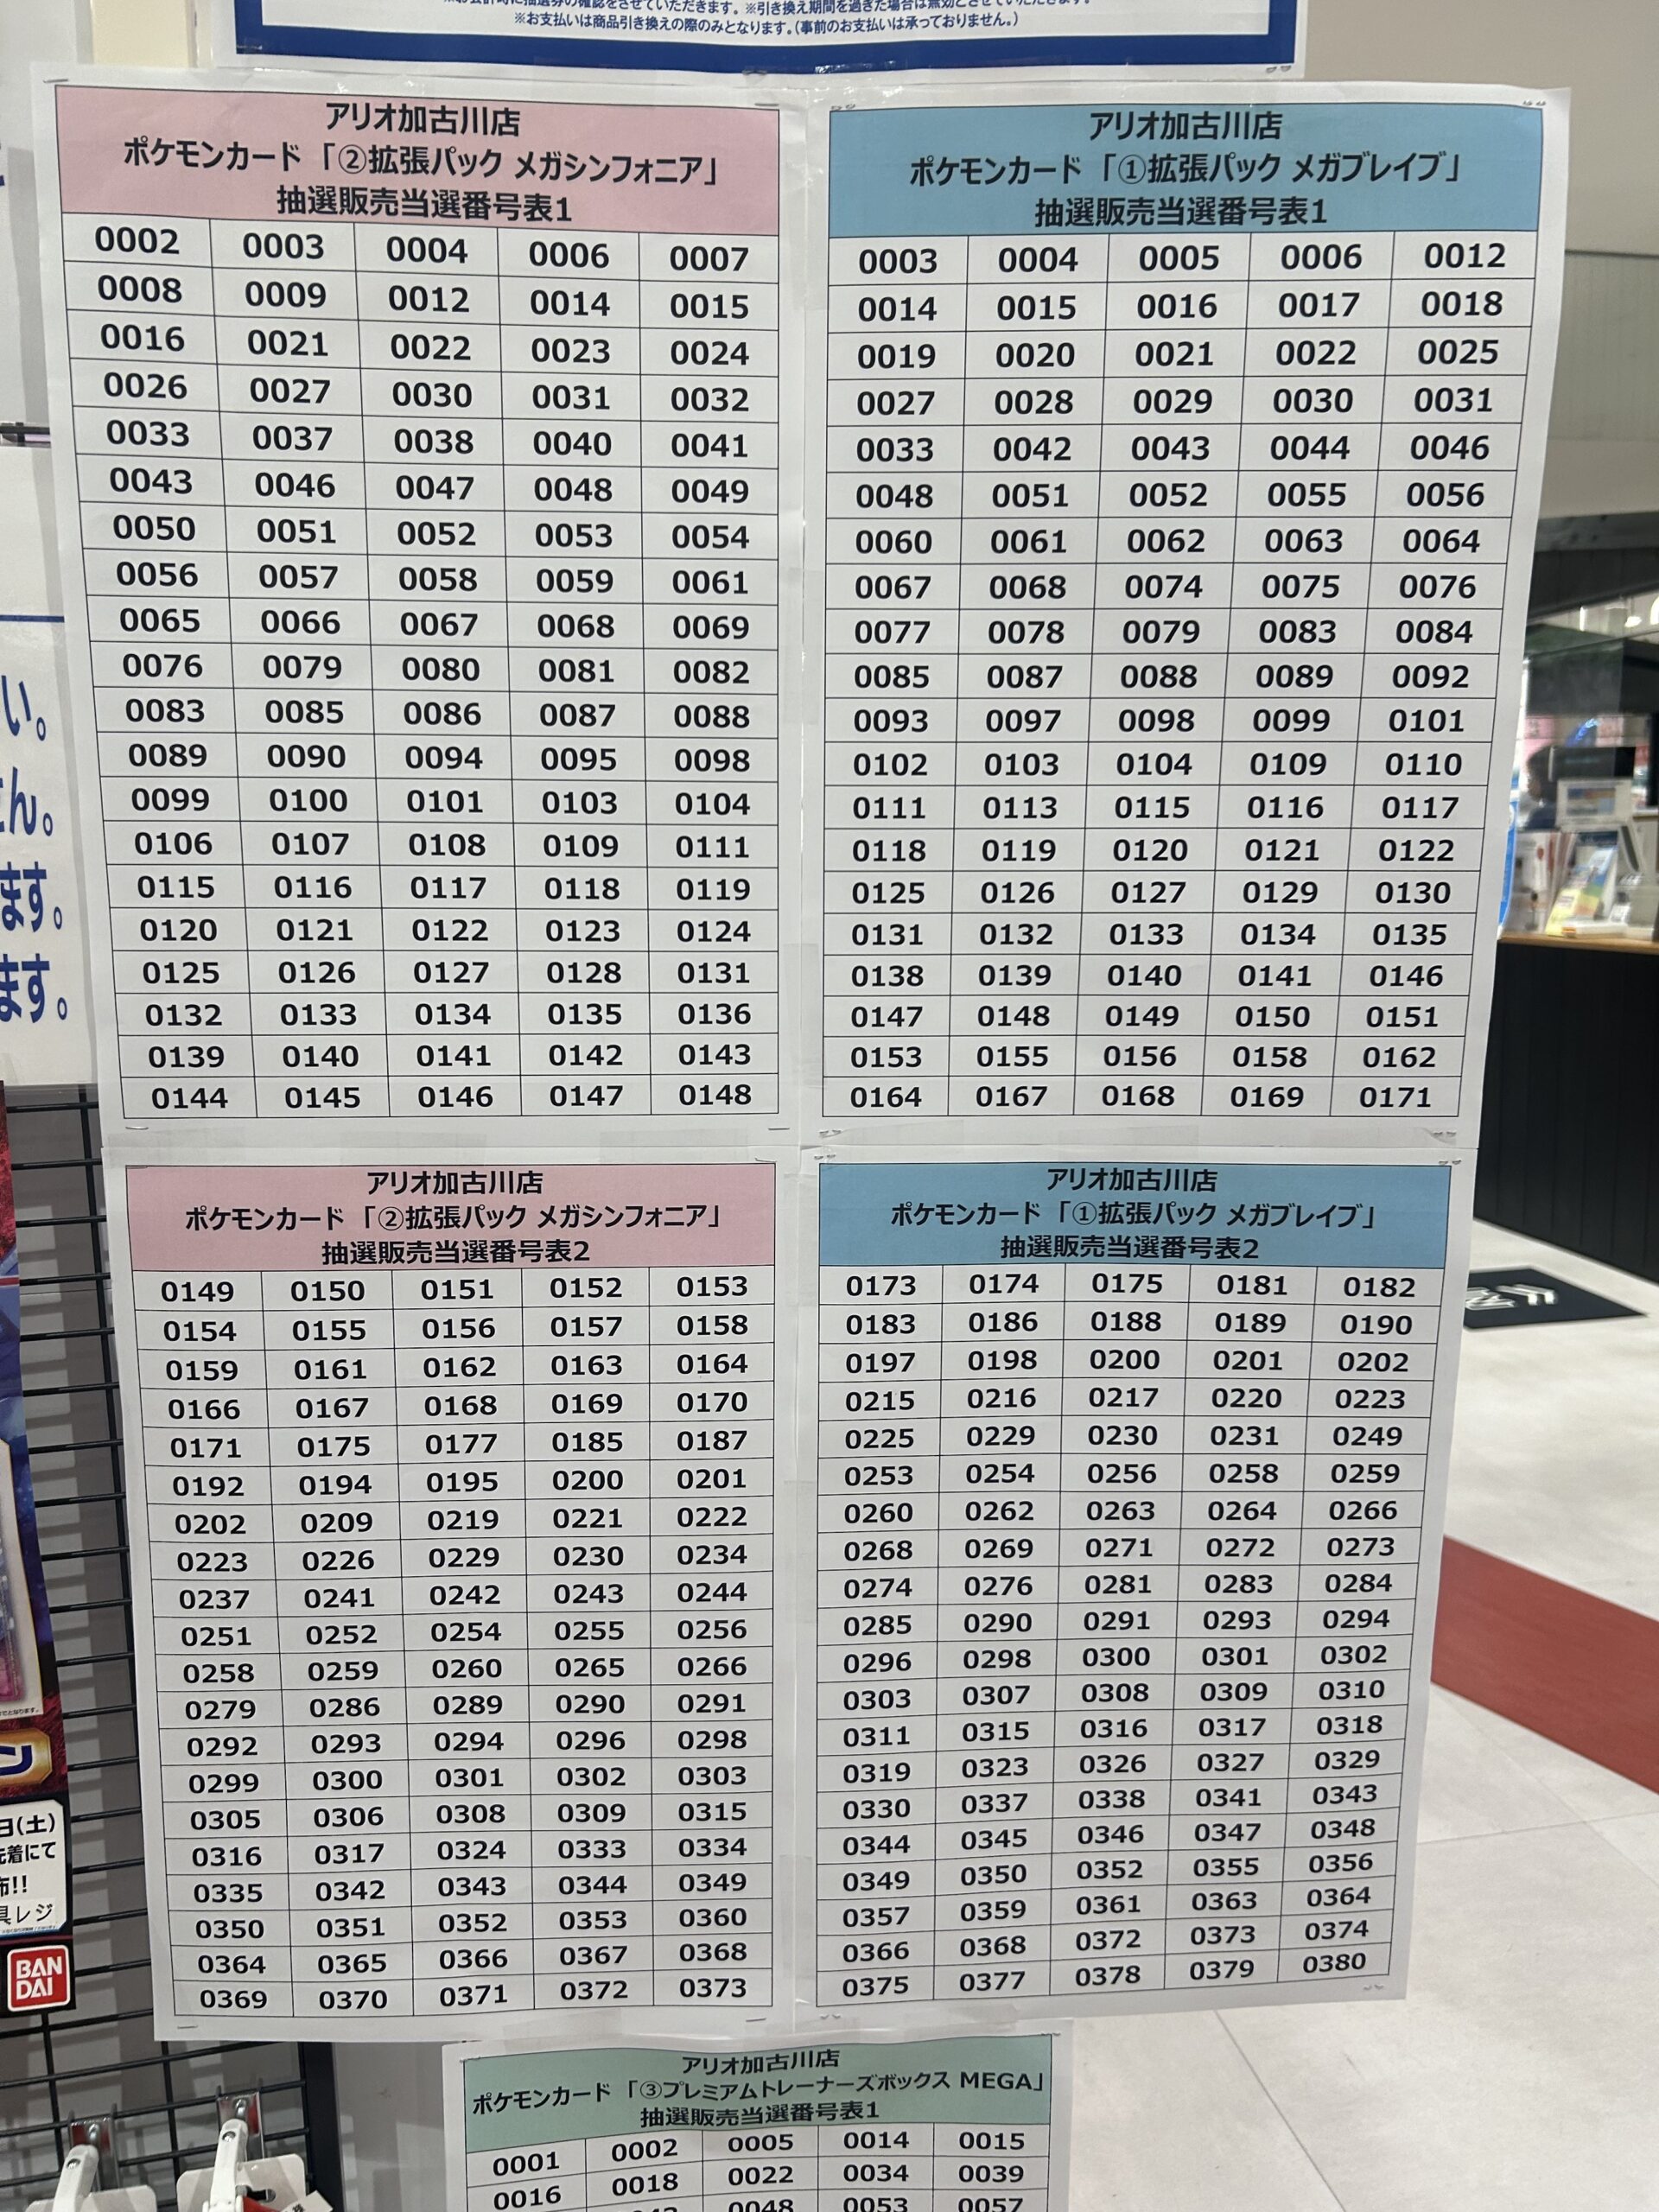 ※お支払いは商品引き換えの際のみとなります。(事前のお支払いは承っておりません。)
アリオ加古川店
ポケモンカード「②拡張パック メガシンフォニア」
抽選販売当選番号表1
0002 0003 0004 0006 0007
0008 0009 0012 0014 0015
0016 0021 0022 0023 0024
0026 0027 0030 0031 0032
0033 0037 0038 0040 0041
0043 0046 0047 0048 0049
0050 0051 0052 0053 0054
0056 0057 0058 0059 0061
0065 0066 0067 0068 0069
0076 0079 0080 0081 0082
0083 0085 0086 0087 0088
0089 0090 0094 0095 0098
0099 0100 0101 0103 0104
0106 0107 0108 0109 0111
0115 0116 0117 0118 0119
0120 0121 0122 0123 0124
0125 0126 0127 0128 0131
0132 0133 0134 0135 0136
0139 0140 0141 0142 0143
0144 0145 0146 0147 0148
アリオ加古川店
ポケモンカード「①拡張パック メガブレイブ」
抽選販売当選番号表1
0003 0004 0005 0006 0012
0014 0015 0016 0017 0018
0019 0020 0021 0022 0025
0027 0028 0029 0030 0031
0033 0042 0043 0044 0046
0048 0051 0052 0055 0056
0060 0061 0062 0063 0064
0067 0068 0074 0075 0076
0077 0078 0079 0083 0084
0085 0087 0088 0089 0092
0093 0097 0098 0099 0101
0102 0103 0104 0109 0110
0111 0113 0115 0116 0117
0118 0119 0120 0121 0122
0125 0126 0127 0129 0130
0131 0132 0133 0134 0135
0138 0139 0140 0141 0146
0147 0148 0149 0150 0151
0153 0155 0156 0158 0162
0164 0167 0168 0169 0171
アリオ加古川店
ポケモンカード「②拡張パック メガシンフォニア」
抽選販売当選番号表2
0149 0150 0151 0152 0153
0154 0155 0156 0157 0158
0159 0161 0162 0163 0164
0166 0167 0168 0169 0170
0171 0175 0177 0185 0187
0192 0194 0195 0200 0201
0202 0209 0219 0221 0222
0223 0226 0229 0230 0234
0237 0241 0242 0243 0244
0251 0252 0254 0255 0256
0258 0259 0260 0265 0266
0279 0286 0289 0290 0291
0292 0293 0294 0296 0298
0299 0300 0301 0302 0303
0305 0306 0308 0309 0315
0316 0317 0324 0333 0334
0335 0342 0343 0344 0349
0350 0351 0352 0353 0360
0364 0365 0366 0367 0368
0369 0370 0371 0372 0373
アリオ加古川店
ポケモンカード「①拡張パック メガブレイブ」
抽選販売当選番号表2
0173 0174 0175 0181 0182
0183 0186 0188 0189 0190
0197 0198 0200 0201 0202
0215 0216 0217 0220 0223
0225 0229 0230 0231 0249
0253 0254 0256 0258 0259
0260 0262 0263 0264 0266
0268 0269 0271 0272 0273
0274 0276 0281 0283 0284
0285 0290 0291 0293 0294
0296 0298 0300 0301 0302
0303 0307 0308 0309 0310
0311 0315 0316 0317 0318
0319 0323 0326 0327 0329
0330 0337 0338 0341 0343
0344 0345 0346 0347 0348
0349 0350 0352 0355 0356
0357 0359 0361 0363 0364
0366 0368 0372 0373 0374
0375 0377 0378 0379 0380
アリオ加古川店
ポケモンカード「③プレミアムトレーナーズボックス MEGA」
抽選販売当選番号表1
0001 0002 0005 0014 0015
0016 0018 0022 0034 0039
0048 0053 0057
い。
ん。
ます。
ます。
ン
日(土)
先着にて
布!!
具レジ
BAN
DAI